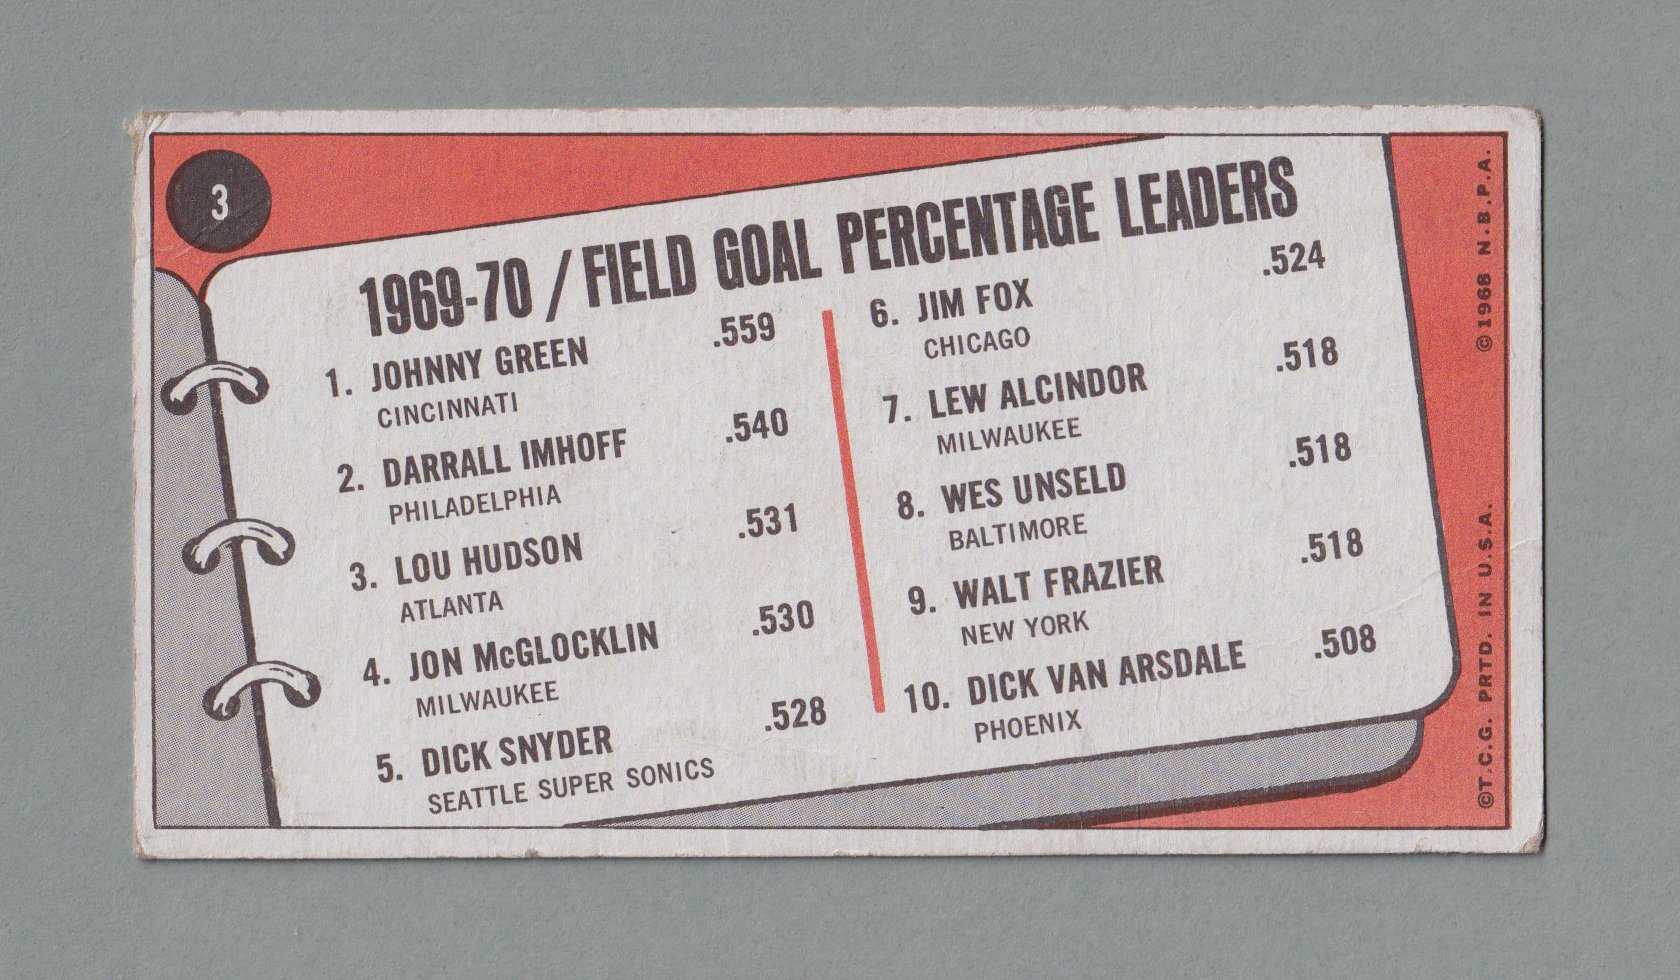 3
1969-70 / FIELD GOAL PERCENTAGE LEADERS
1. JOHNNY GREEN .559
CINCINNATI
2. DARRALL IMHOFF .540
PHILADELPHIA
3. LOU HUDSON .531
ATLANTA
4. JON McGLOCKLIN .530
MILWAUKEE
5. DICK SNYDER .528
SEATTLE SUPER SONICS
6. JIM FOX .524
CHICAGO
7. LEW ALCINDOR .518
MILWAUKEE
8. WES UNSELD .518
BALTIMORE
9. WALT FRAZIER .518
NEW YORK
10. DICK VAN ARSDALE .508
PHOENIX
©T.C.G. PRTD. IN U.S.A. ©1968 N.B.P.A.